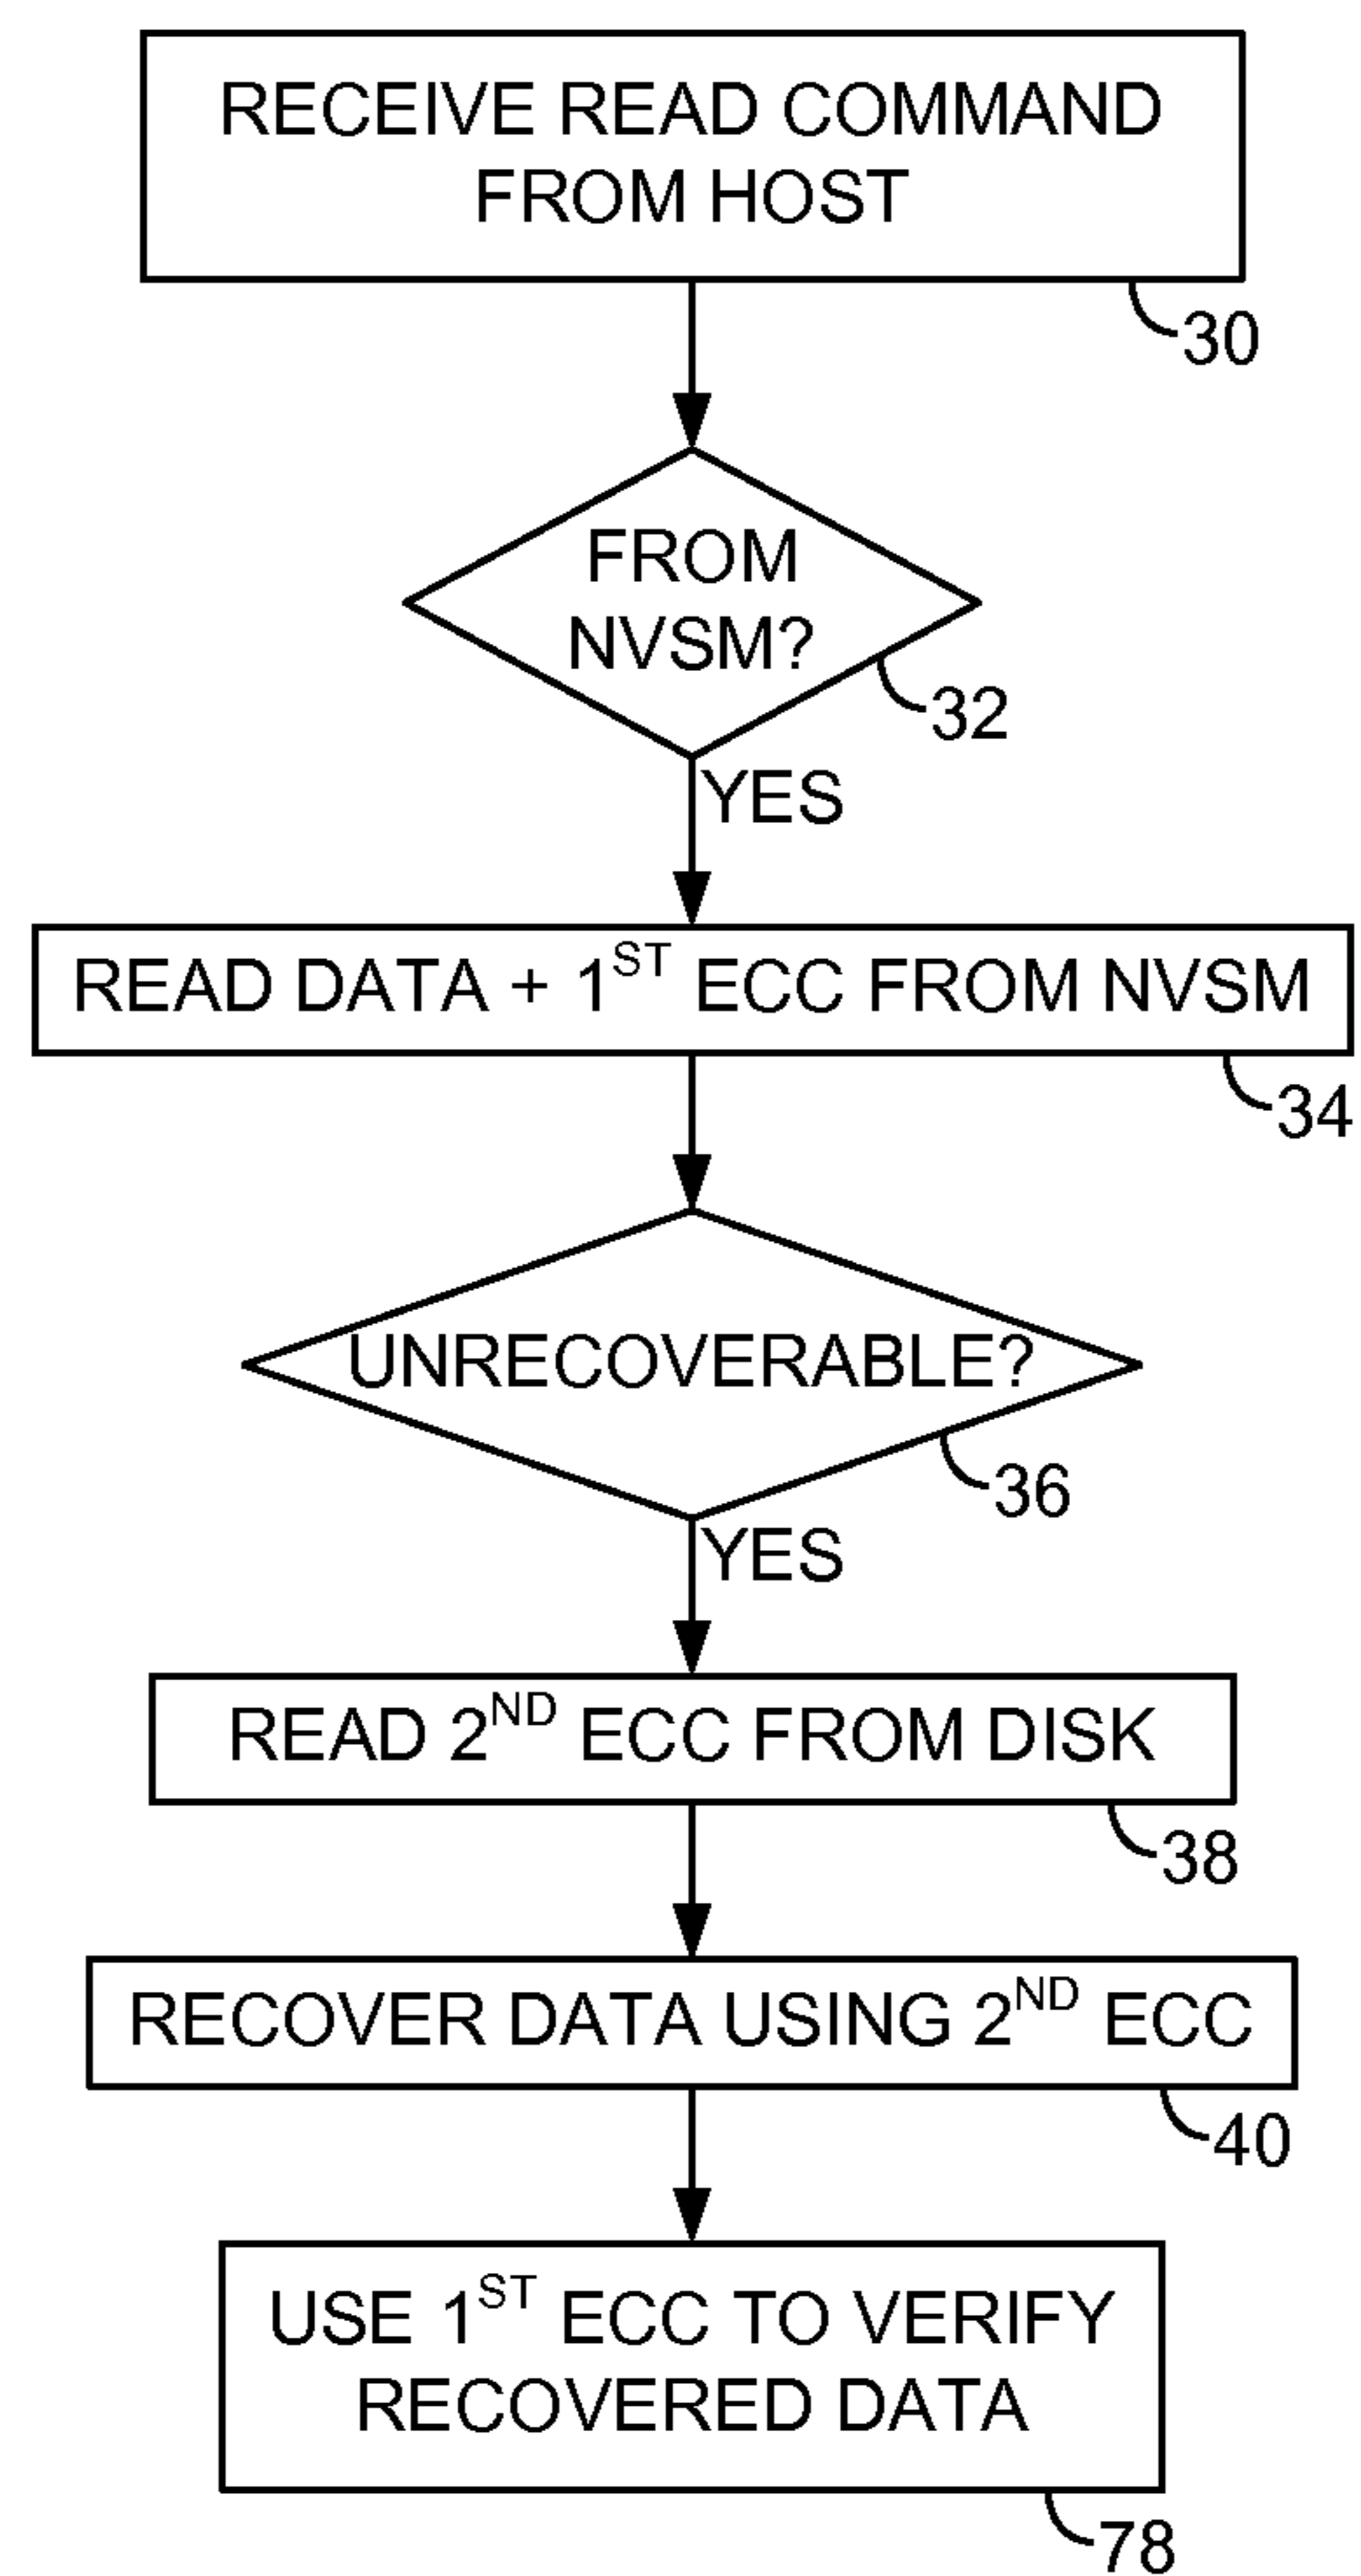 RECEIVE READ COMMAND
FROM HOST
30
FROM
NVSM?
32
YES
READ DATA + 1ST ECC FROM NVSM
34
UNRECOVERABLE?
36
YES
READ 2ND ECC FROM DISK
38
RECOVER DATA USING 2ND ECC
40
USE 1ST ECC TO VERIFY
RECOVERED DATA
78